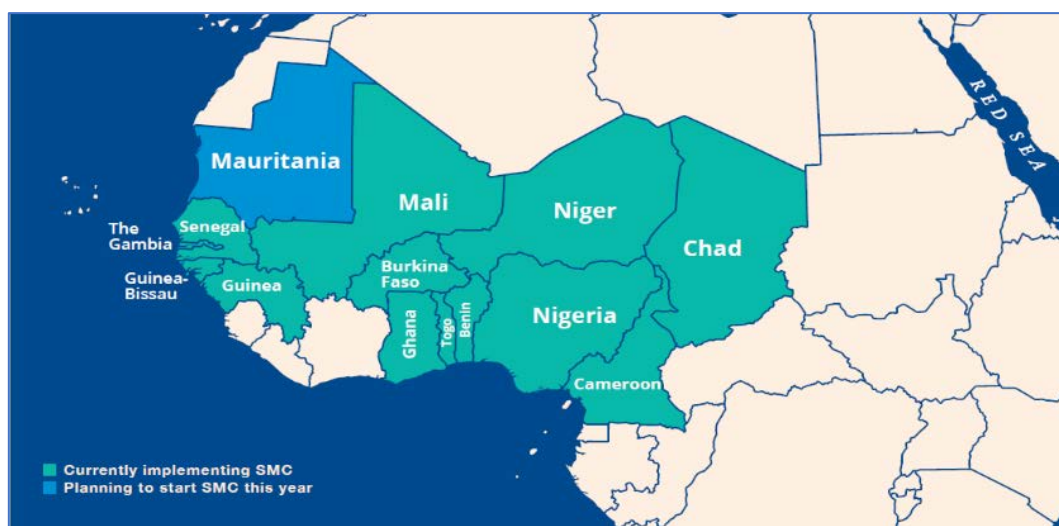 RED SEA
Mauritania
Mali
Niger
Chad
The
Gambia
Senegal
Guinea-
Bissau
Guinea
Burkina
Faso
Ghana
Togo
Benin
Nigeria
Cameroon
Currently implementing SMC
Planning to start SMC this year